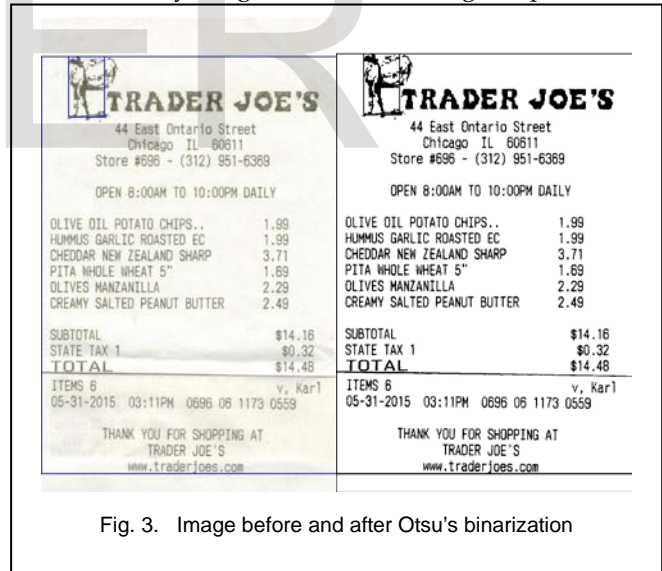 ER
TRADER JOE'S
44 East Ontario Street
Chicago IL 60611
Store #696 - (312) 951-6369
OPEN 8:00AM TO 10:00PM DAILY
OLIVE OIL POTATO CHIPS.. 1.99
HUMMUS GARLIC ROASTED EC 1.99
CHEDDAR NEW ZEALAND SHARP 3.71
PITA WHOLE WHEAT 5" 1.69
OLIVES MANZANILLA 2.29
CREAMY SALTED PEANUT BUTTER 2.49
SUBTOTAL $14.16
STATE TAX 1 $0.32
TOTAL $14.48
ITEMS 6 v, Karl
05-31-2015 03:11PM 0696 06 1173 0559
THANK YOU FOR SHOPPING AT
TRADER JOE'S
www.traderjoes.com
TRADER JOE'S
44 East Ontario Street
Chicago IL 60611
Store #696 - (312) 951-6369
OPEN 8:00AM TO 10:00PM DAILY
OLIVE OIL POTATO CHIPS.. 1.99
HUMMUS GARLIC ROASTED EC 1.99
CHEDDAR NEW ZEALAND SHARP 3.71
PITA WHOLE WHEAT 5" 1.69
OLIVES MANZANILLA 2.29
CREAMY SALTED PEANUT BUTTER 2.49
SUBTOTAL $14.16
STATE TAX 1 $0.32
TOTAL $14.48
ITEMS 6 v, Karl
05-31-2015 03:11PM 0696 06 1173 0559
THANK YOU FOR SHOPPING AT
TRADER JOE'S
www.traderjoes.com
Fig. 3. Image before and after Otsu's binarization